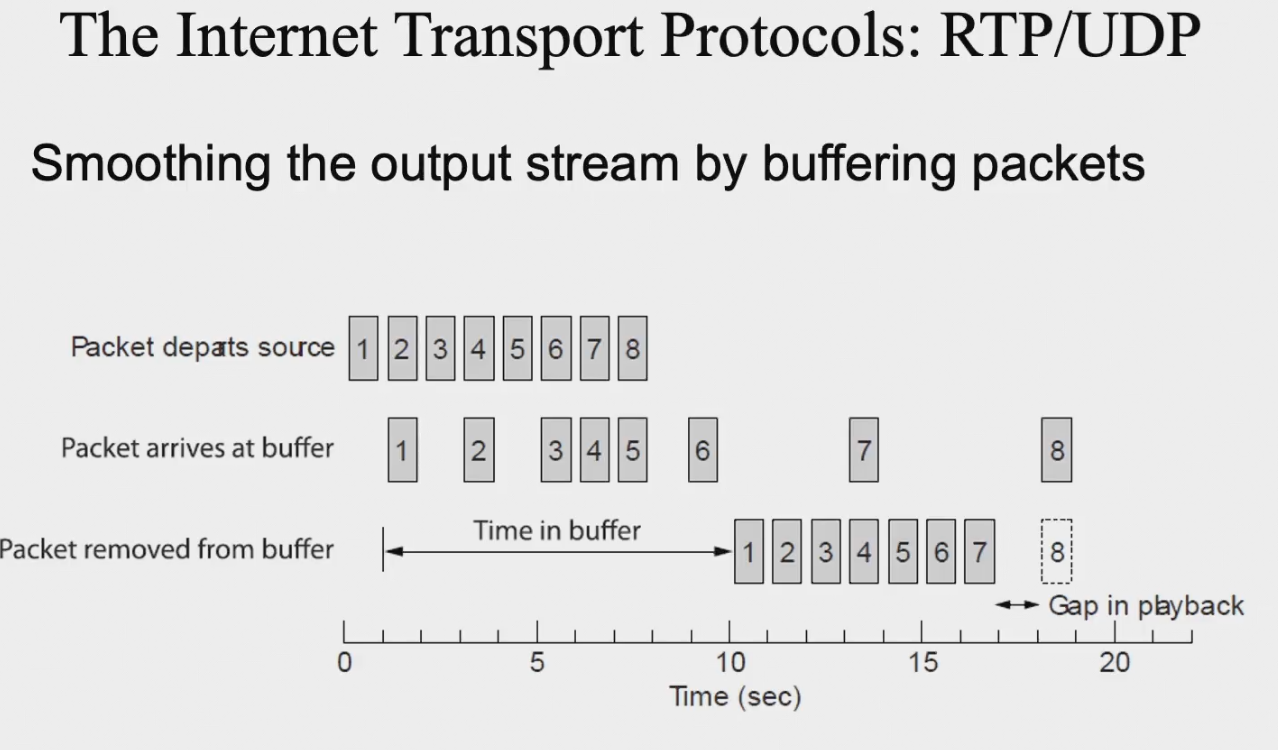 The Internet Transport Protocols: RTP/UDP
Smoothing the output stream by buffering packets
Packet departs source 1 2 3 4 5 6 7 8
Packet arrives at buffer 1 2 3 4 5 6 7 8
Time in buffer
Packet removed from buffer 1 2 3 4 5 6 7 8
Gap in playback
0 5 10 15 20
Time (sec)